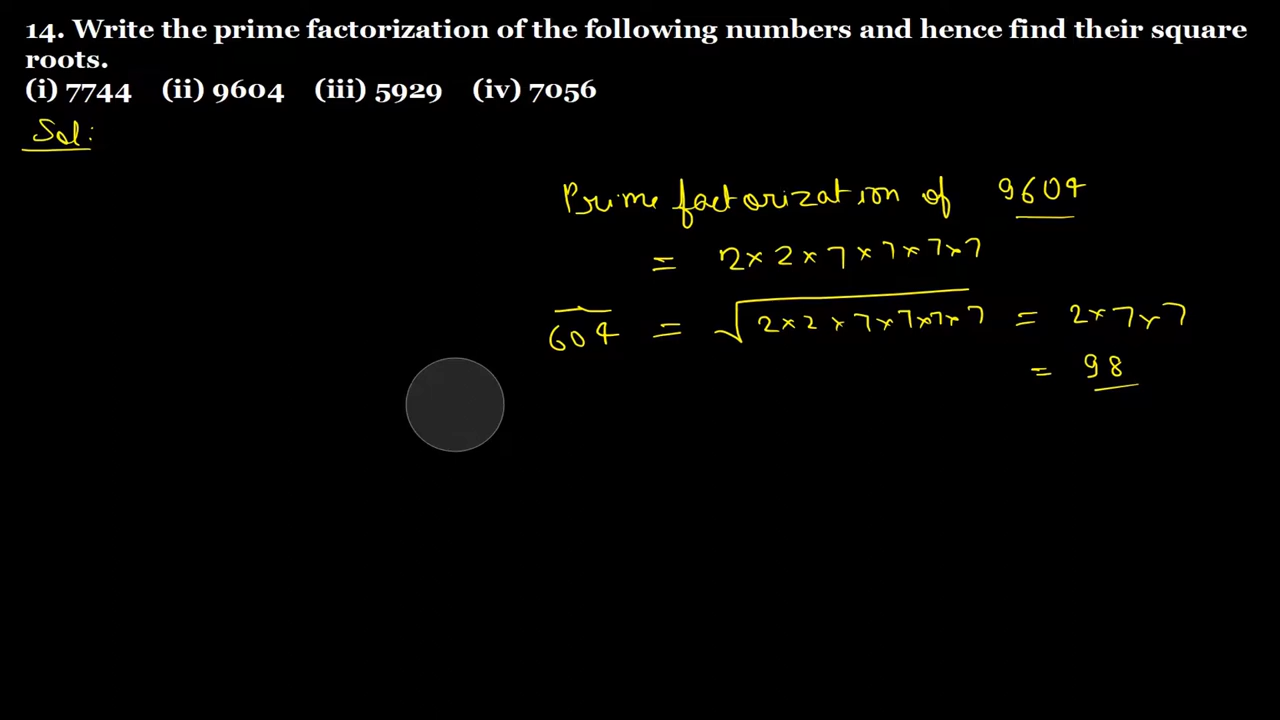 14. Write the prime factorization of the following numbers and hence find their square
roots.
(i) 7744 (ii) 9604 (iii) 5929 (iv) 7056
Sol:
Prime factorization of 9604
= 2×2×7×7×7×7
604 = √2×2×7×7×7×7 = 2×7×7
= 98